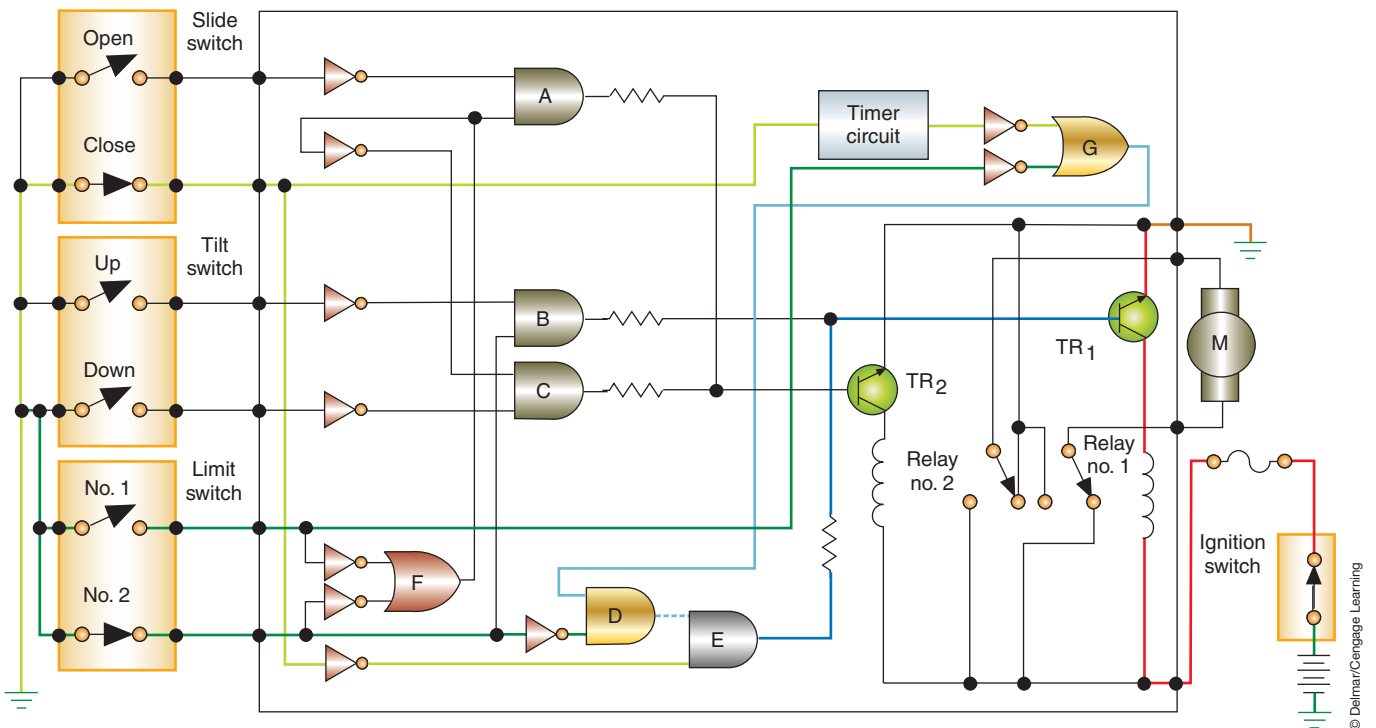 Slide
switch
Open
Close
Tilt
switch
Up
Down
Limit
switch
No. 1
No. 2
A
B
C
D
E
F
G
Timer
circuit
TR1
TR2
M
Relay
no. 2
Relay
no. 1
Ignition
switch
© Delmar/Cengage Learning